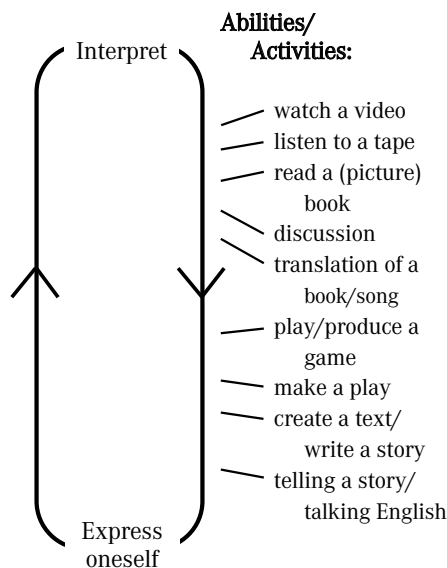 Abilities/
Activities:
Interpret
watch a video
listen to a tape
read a (picture)
book
discussion
translation of a
book/song
play/produce a
game
make a play
create a text/
write a story
telling a story/
talking English
Express
oneself